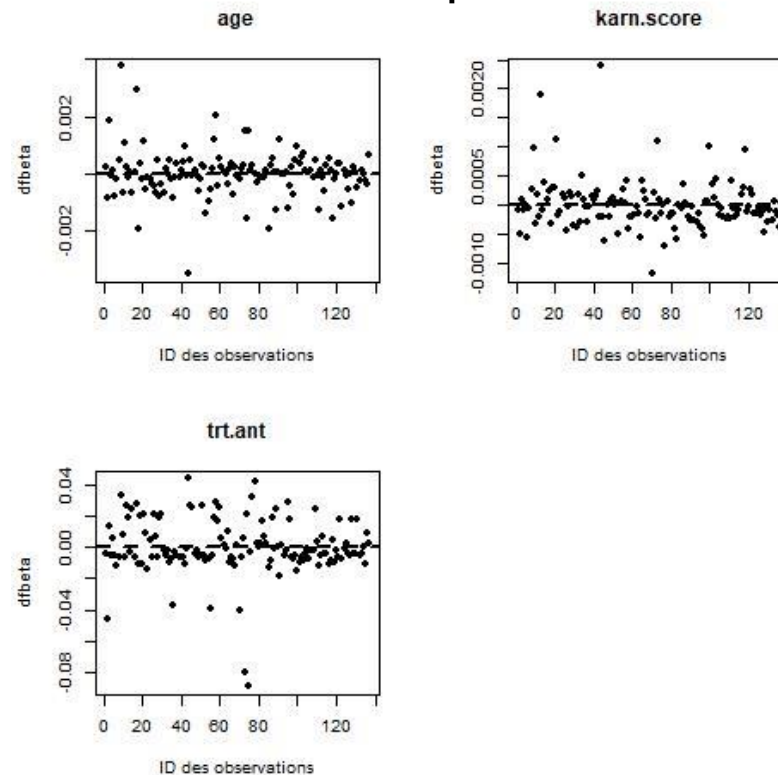 age
dfbeta
0.002
-0.002
0 20 40 60 80 120
ID des observations
karn.score
dfbeta
0.0020
0.0005
-0.0010
0 20 40 60 80 120
ID des observations
trt.ant
dfbeta
0.04
0.00
-0.04
-0.08
0 20 40 60 80 120
ID des observations